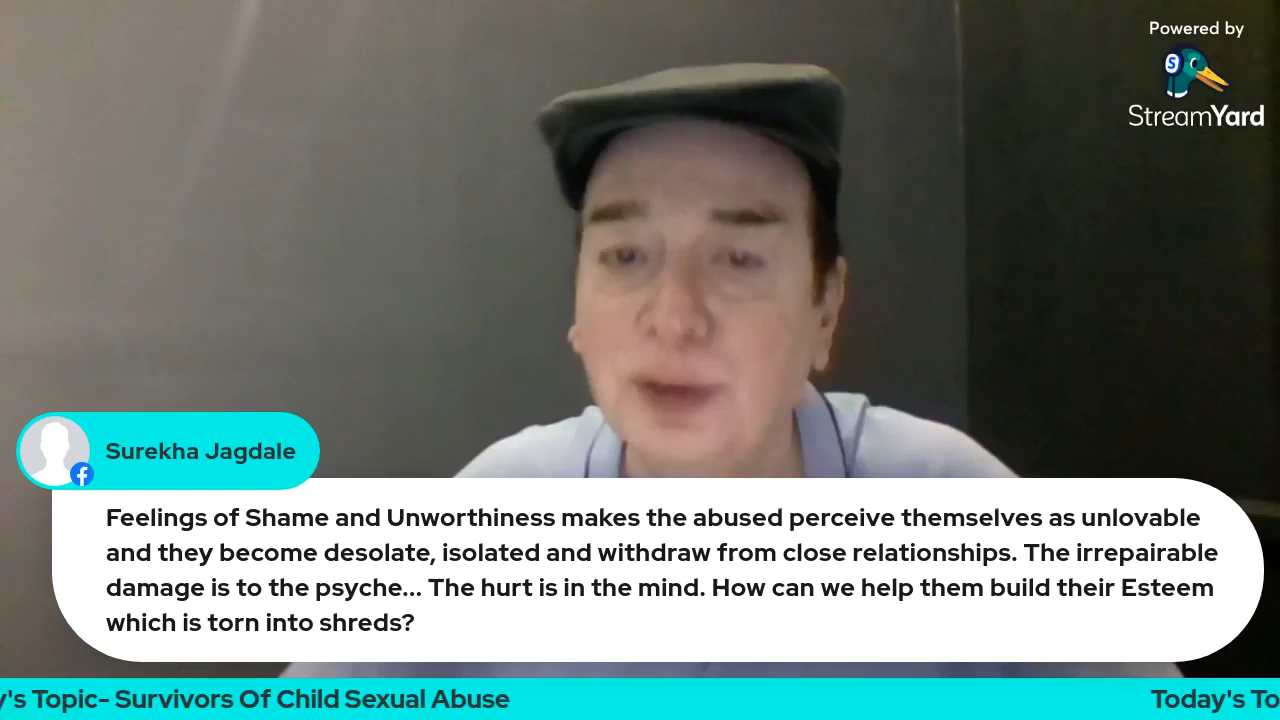 Powered by
S
StreamYard
Surekha Jagdale
Feelings of Shame and Unworthiness makes the abused perceive themselves as unlovable
and they become desolate, isolated and withdraw from close relationships. The irrepairable
damage is to the psyche... The hurt is in the mind. How can we help them build their Esteem
which is torn into shreds?
y's Topic- Survivors Of Child Sexual Abuse
Today's To